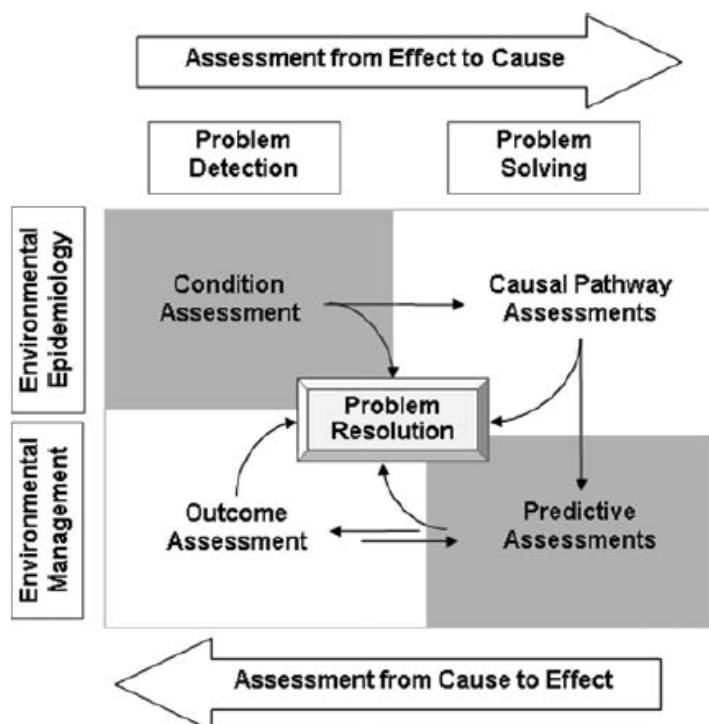 Assessment from Effect to Cause
Problem
Detection
Problem
Solving
Environmental
Epidemiology
Condition
Assessment
Causal Pathway
Assessments
Problem
Resolution
Environmental
Management
Outcome
Assessment
Predictive
Assessments
Assessment from Cause to Effect